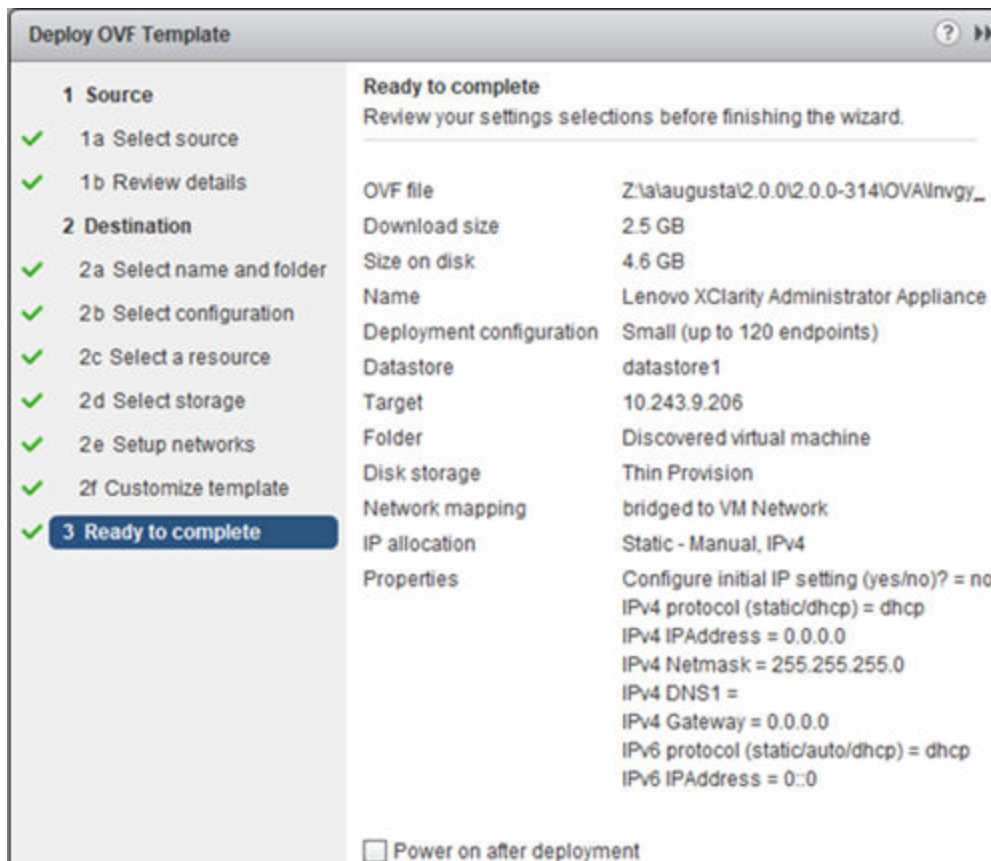 Deploy OVF Template
?
1 Source
1a Select source
1b Review details
2 Destination
2a Select name and folder
2b Select configuration
2c Select a resource
2d Select storage
2e Setup networks
2f Customize template
3 Ready to complete
Ready to complete
Review your settings selections before finishing the wizard.
OVF file Z:\a\augusta\2.0.0\2.0.0-314\OVA\lnvgy_
Download size 2.5 GB
Size on disk 4.6 GB
Name Lenovo XClarity Administrator Appliance
Deployment configuration Small (up to 120 endpoints)
Datastore datastore1
Target 10.243.9.206
Folder Discovered virtual machine
Disk storage Thin Provision
Network mapping bridged to VM Network
IP allocation Static - Manual, IPv4
Properties Configure initial IP setting (yes/no)? = no
IPv4 protocol (static/dhcp) = dhcp
IPv4 IPAddress = 0.0.0.0
IPv4 Netmask = 255.255.255.0
IPv4 DNS1 =
IPv4 Gateway = 0.0.0.0
IPv6 protocol (static/auto/dhcp) = dhcp
IPv6 IPAddress = 0::0
Power on after deployment